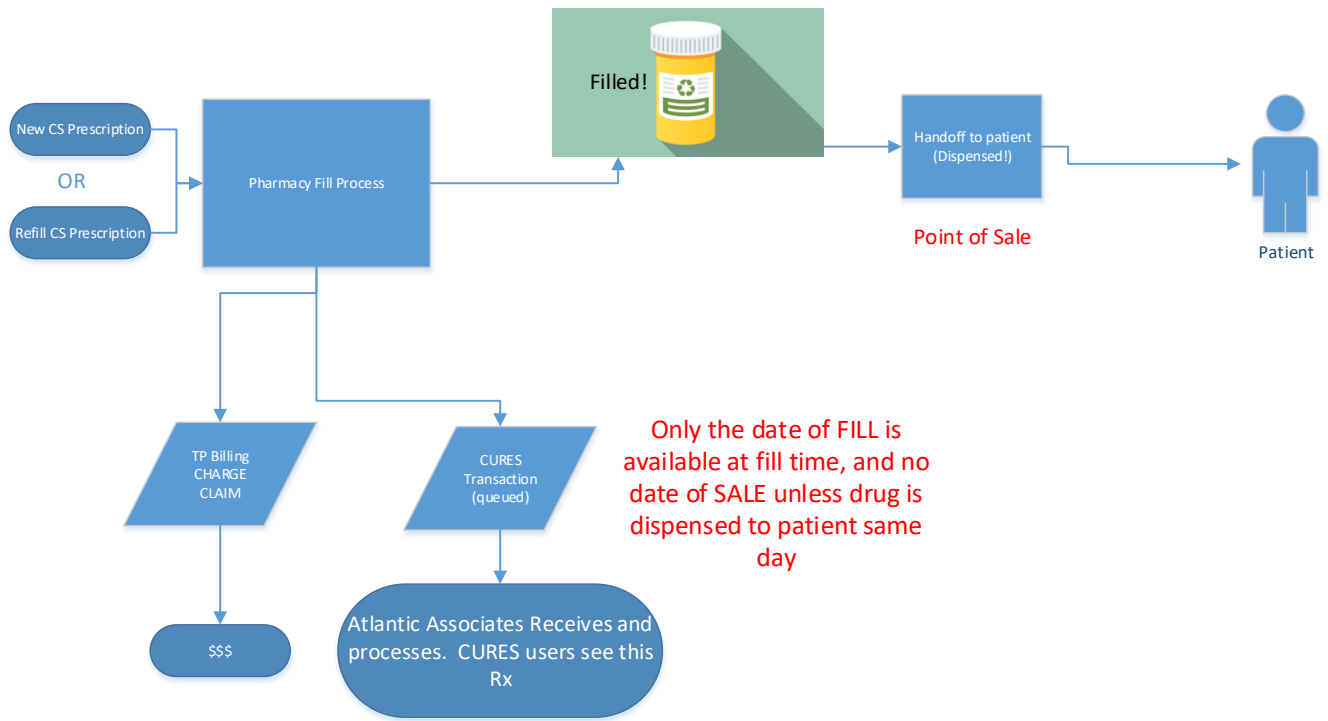 Filled!
New CS Prescription
OR
Refill CS Prescription
Pharmacy Fill Process
Handoff to patient
(Dispensed!)
Point of Sale
Patient
TP Billing
CHARGE
CLAIM
CURES
Transaction
(queued)
Only the date of FILL is
available at fill time, and no
date of SALE unless drug is
dispensed to patient same
day
$$$
Atlantic Associates Receives and
processes.  CURES users see this
Rx